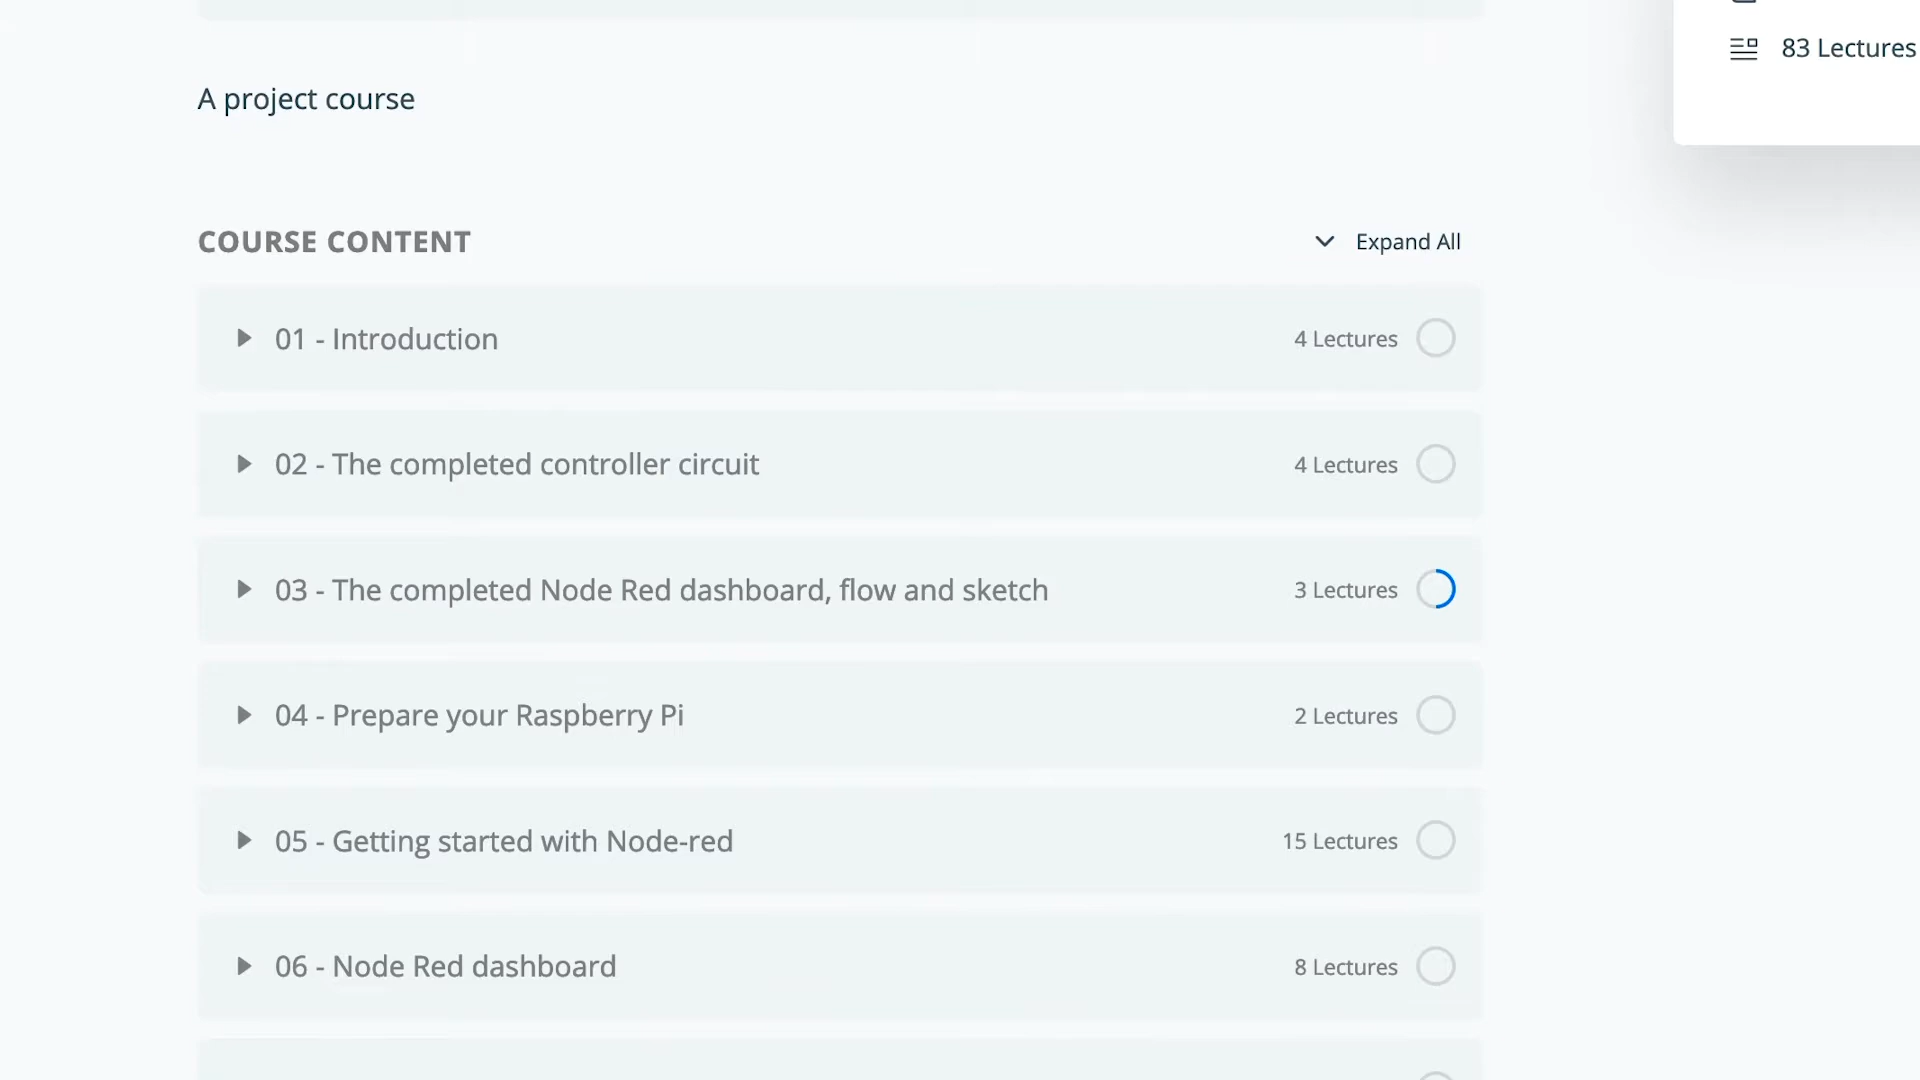 83 Lectures
A project course
COURSE CONTENT
Expand All
01 - Introduction
4 Lectures
02 - The completed controller circuit
4 Lectures
03 - The completed Node Red dashboard, flow and sketch
3 Lectures
04 - Prepare your Raspberry Pi
2 Lectures
05 - Getting started with Node-red
15 Lectures
06 - Node Red dashboard
8 Lectures